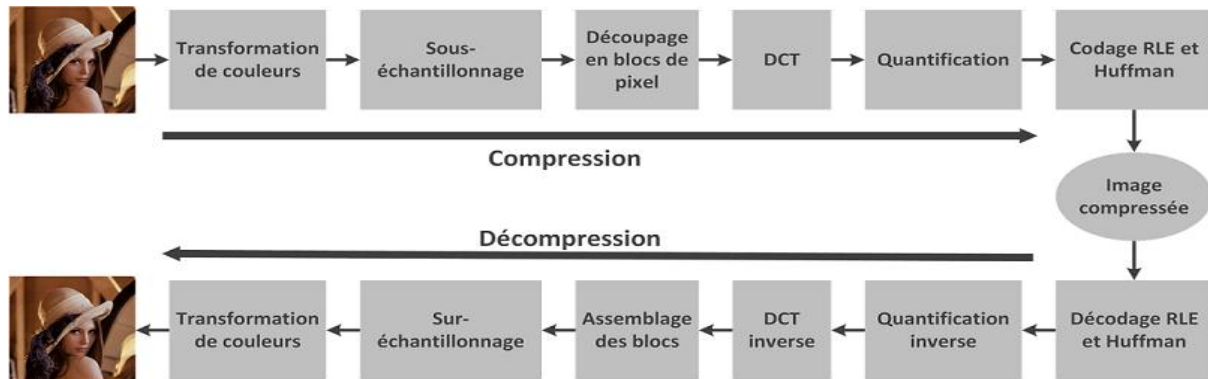 Transformation
de couleurs
Sous-
échantillonnage
Découpage
en blocs de
pixel
DCT
Quantification
Codage RLE et
Huffman
Compression
Image
compressée
Décompression
Transformation
de couleurs
Sur-
échantillonnage
Assemblage
des blocs
DCT
inverse
Quantification
inverse
Décodage RLE
et Huffman